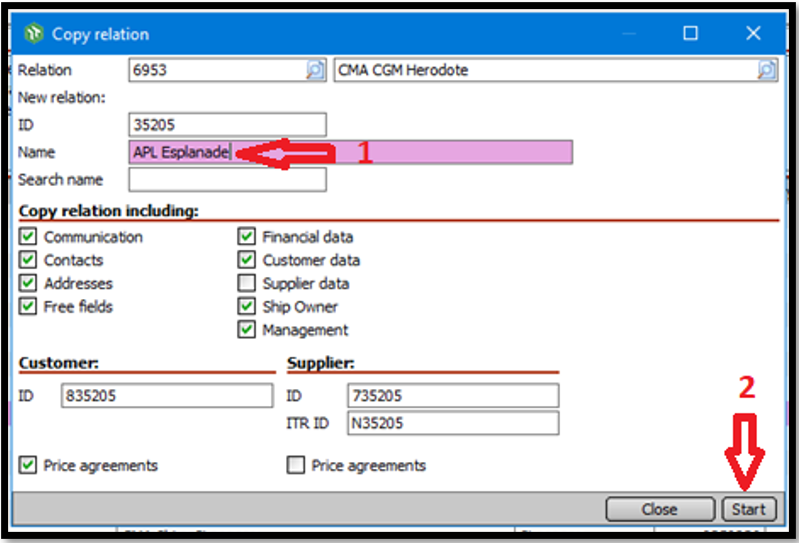 Copy relation
Relation 6953 CMA CGM Herodote
New relation:
ID 35205
Name APL Esplanade 1
Search name
Copy relation including:
Communication Financial data
Contacts Customer data
Addresses Supplier data
Free fields Ship Owner
Management
Customer: Supplier:
ID 835205 ID 735205
ITR ID N35205
2
Price agreements Price agreements
Close Start